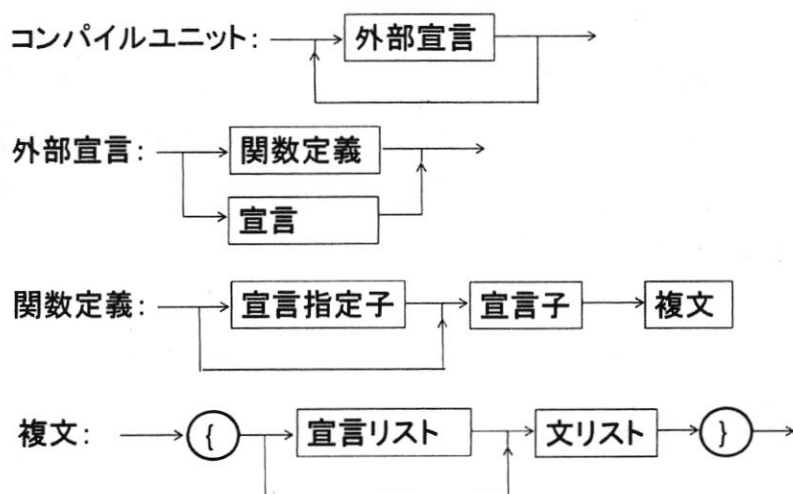 コンパイルユニット: 外部宣言
外部宣言: 関数定義
宣言
関数定義: 宣言指定子 宣言子 複文
複文: { 宣言リスト 文リスト }